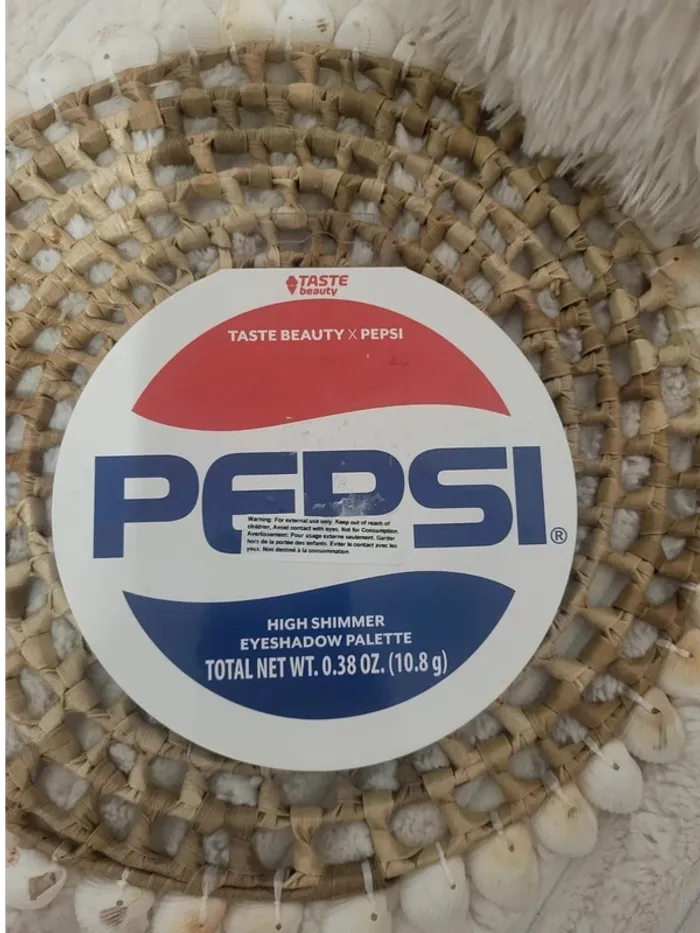 TASTE
beauty
TASTE BEAUTY X PEPSI
PEPSI®
Warning: For external use only, Keep out of reach of
children, Avoid contact with eyes. Not for Consumption.
Avertissement: Pour usage externe seulement. Garder
hors de la portée des enfants. Eviter le contact avec les
yeux. Non destiné à la consommation.
HIGH SHIMMER
EYESHADOW PALETTE
TOTAL NET WT. 0.38 OZ. (10.8 g)